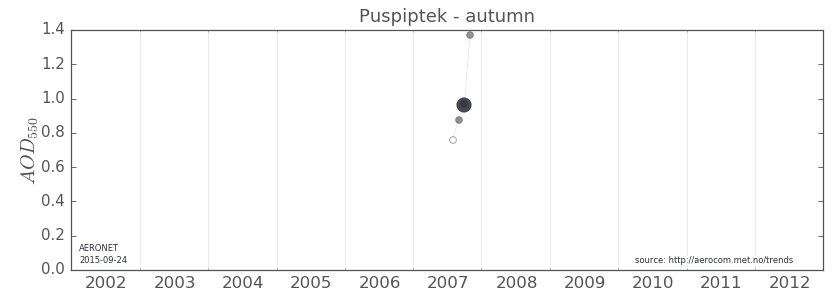 Puspiptek - autumn
1.4
1.2
1.0
0.8
0.6
0.4
0.2
0.0
AOD550
AERONET
2015-09-24
source: http://aerocom.met.no/trends
2002 2003 2004 2005 2006 2007 2008 2009 2010 2011 2012